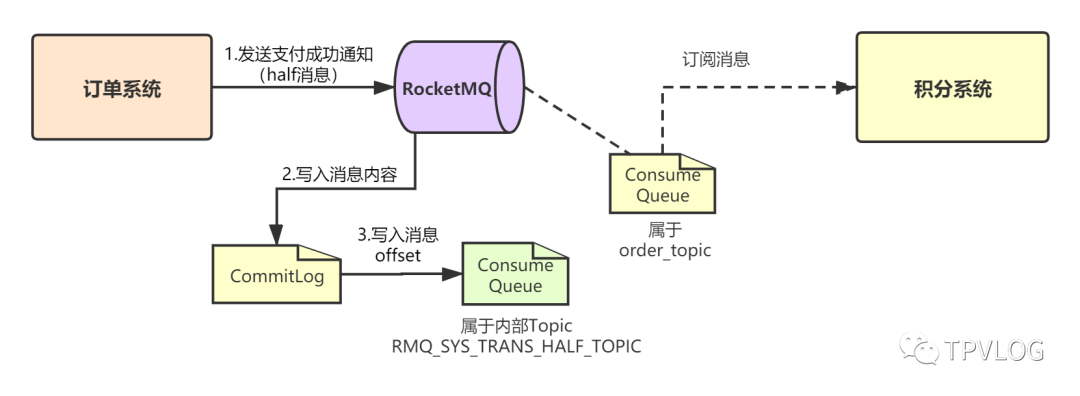 1.发送支付成功通知
（half消息）
订单系统
RocketMQ
订阅消息
积分系统
2.写入消息内容
Consume
Queue
属于
order_topic
3.写入消息
offset
CommitLog
Consume
Queue
属于内部Topic
RMQ_SYS_TRANS_HALF_TOPIC
TPVLOG